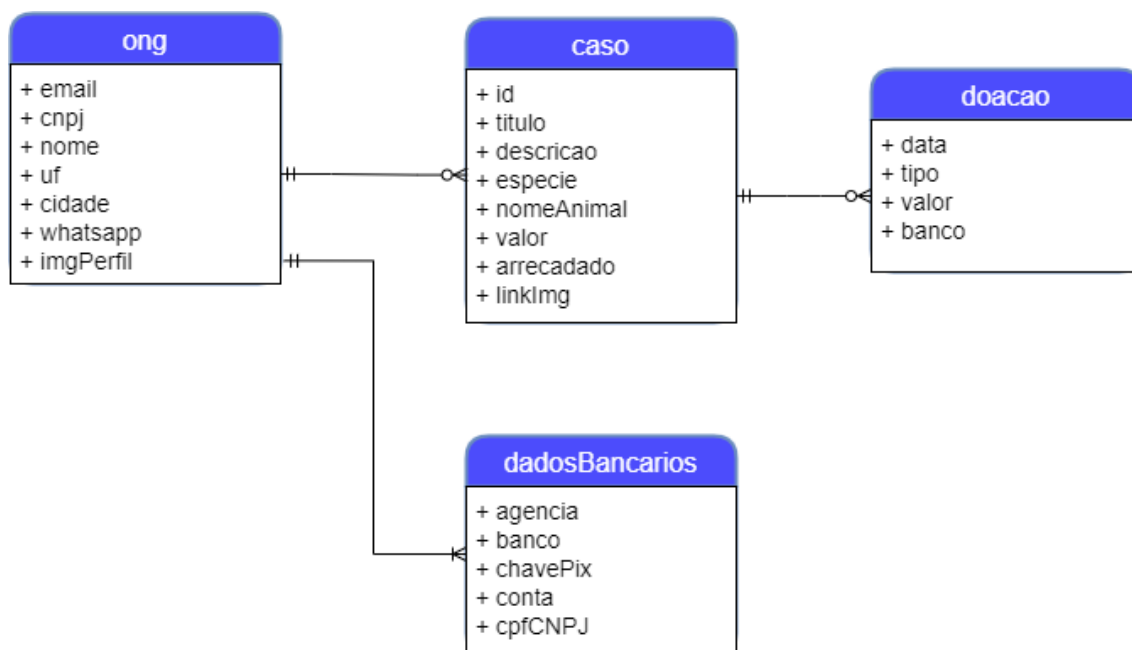 ong
+ email
+ cnpj
+ nome
+ uf
+ cidade
+ whatsapp
+ imgPerfil
caso
+ id
+ titulo
+ descricao
+ especie
+ nomeAnimal
+ valor
+ arrecadado
+ linkImg
doacao
+ data
+ tipo
+ valor
+ banco
dadosBancarios
+ agencia
+ banco
+ chavePix
+ conta
+ cpfCNPJ